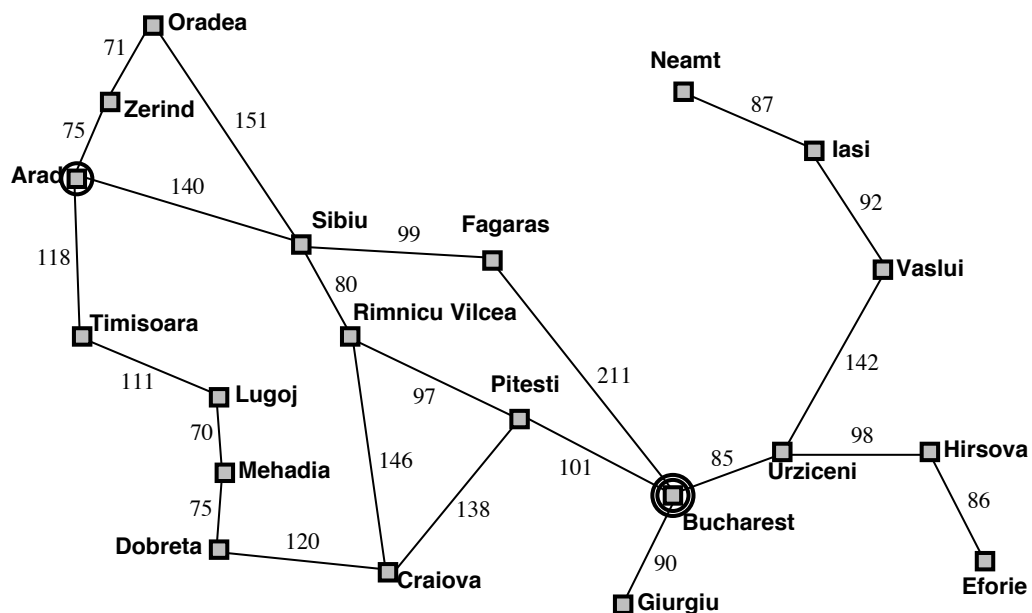 Oradea
71
Neamt
87
Zerind
75
151
Iasi
Arad
140
92
Sibiu
Fagaras
99
118
Vaslui
80
Timisoara
Rimnicu Vilcea
142
111
Pitesti
211
Lugoj
97
70
98
Hirsova
146
101
85
Urziceni
Mehadia
138
86
75
Bucharest
Dobreta
120
90
Craiova
Eforie
Giurgiu